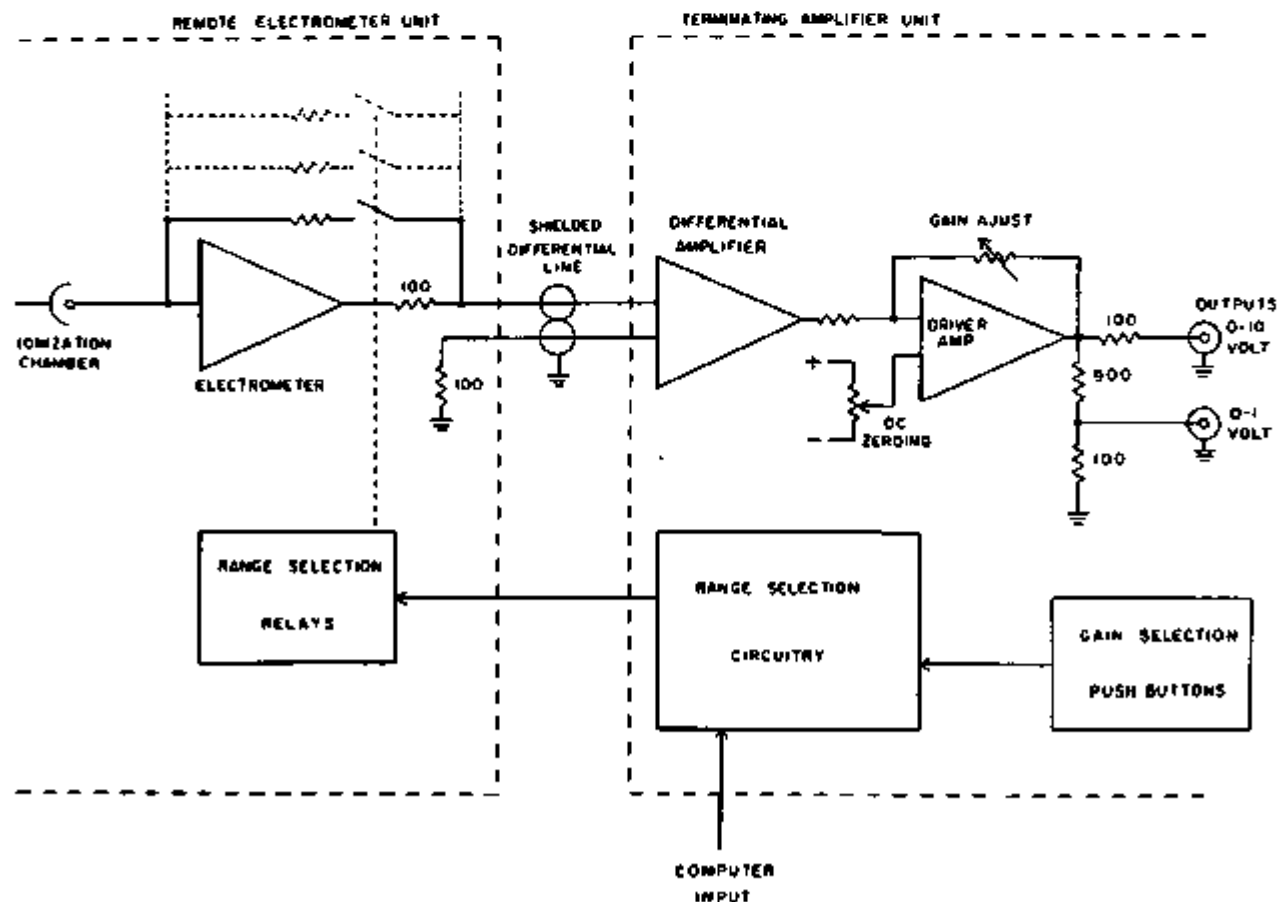 REMOTE ELECTROMETER UNIT
TERMINATING AMPLIFIER UNIT
SHIELDED
DIFFERENTIAL
LINE
DIFFERENTIAL
AMPLIFIER
GAIN AJUST
100
IONIZATION
CHAMBER
ELECTROMETER
100
+
-
DC
ZEROING
DRIVER
AMP
100
OUTPUTS
0-10
VOLT
900
0-1
VOLT
100
RANGE SELECTION
RELAYS
RANGE SELECTION
CIRCUITRY
GAIN SELECTION
PUSH BUTTONS
COMPUTER
INPUT